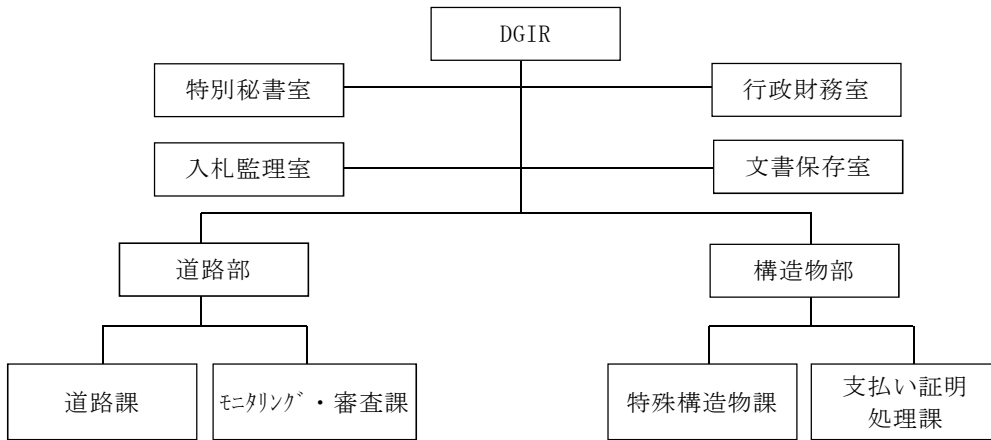 DGIR
特別秘書室
行政財務室
入札監理室
文書保存室
道路部
構造物部
道路課
ﾓﾆﾀﾘﾝｸﾞ・審査課
特殊構造物課
支払い証明
処理課